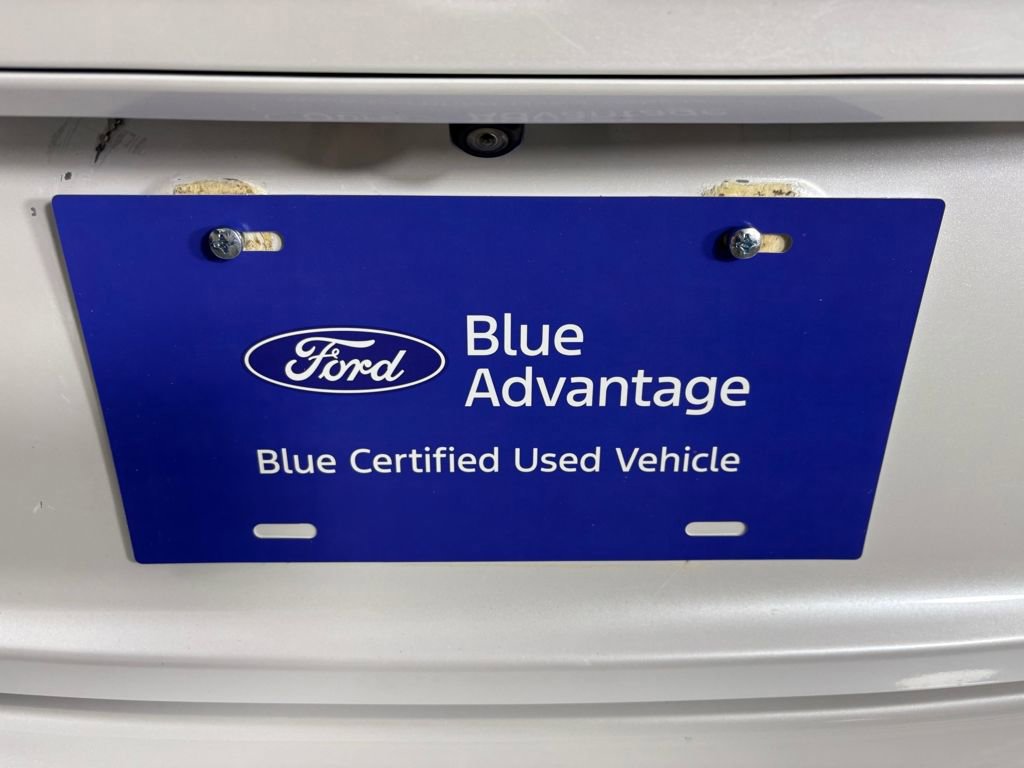 Ford
Blue
Advantage
Blue Certified Used Vehicle